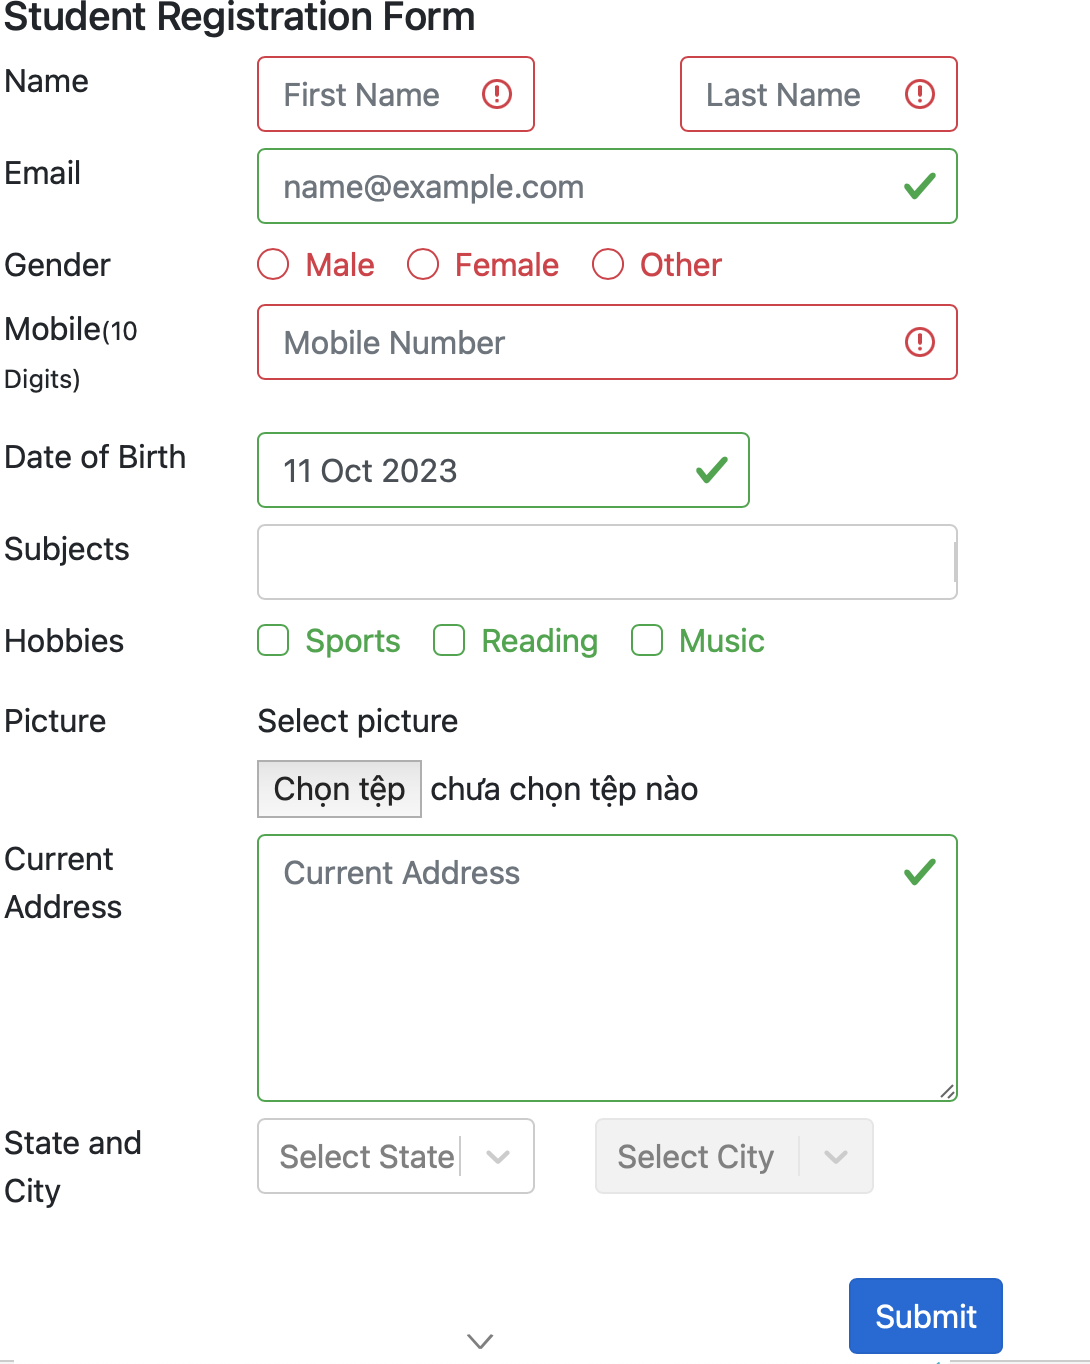 Student Registration Form
Name
First Name
Last Name
Email
name@example.com
Gender
Male
Female
Other
Mobile(10
Digits)
Mobile Number
Date of Birth
11 Oct 2023
Subjects
Hobbies
Sports
Reading
Music
Picture
Select picture
Chọn tệp chưa chọn tệp nào
Current
Address
Current Address
State and
City
Select State
Select City
Submit